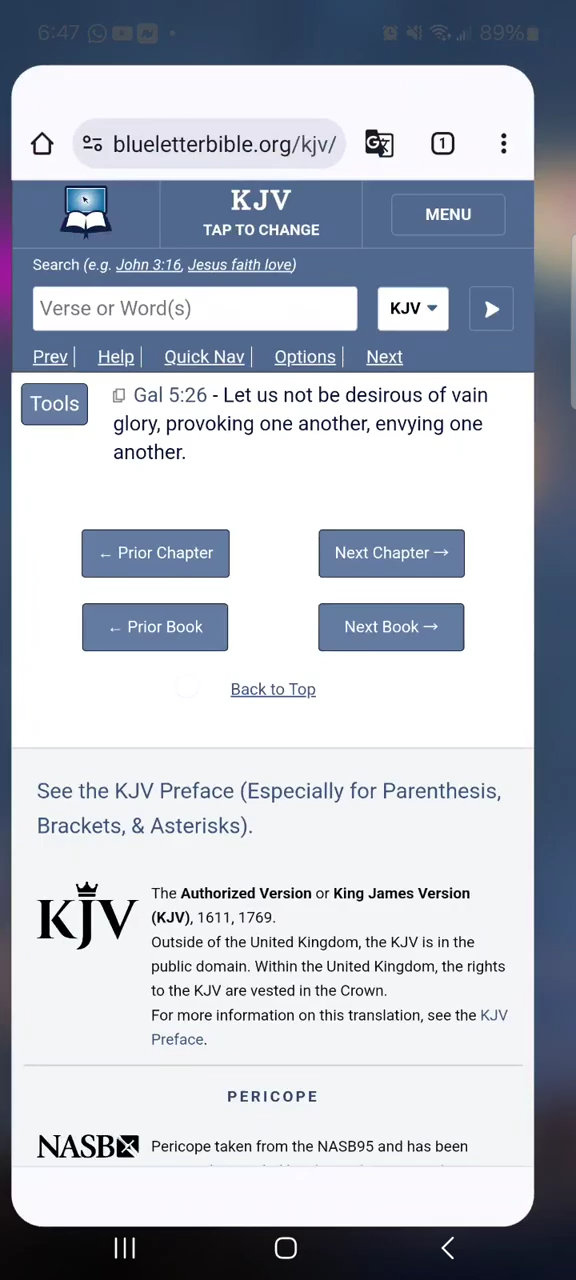 6:47
89%
blueletterbible.org/kjv/
1
KJV
TAP TO CHANGE
MENU
Search (e.g. John 3:16, Jesus faith love)
Verse or Word(s)
KJV
Prev| Help| Quick Nav| Options| Next
Tools
Gal 5:26 - Let us not be desirous of vain
glory, provoking one another, envying one
another.
← Prior Chapter
Next Chapter →
← Prior Book
Next Book →
Back to Top
See the KJV Preface (Especially for Parenthesis,
Brackets, & Asterisks).
KJV
The Authorized Version or King James Version
(KJV), 1611, 1769.
Outside of the United Kingdom, the KJV is in the
public domain. Within the United Kingdom, the rights
to the KJV are vested in the Crown.
For more information on this translation, see the KJV
Preface.
PERICOPE
NASB
Pericope taken from the NASB95 and has been